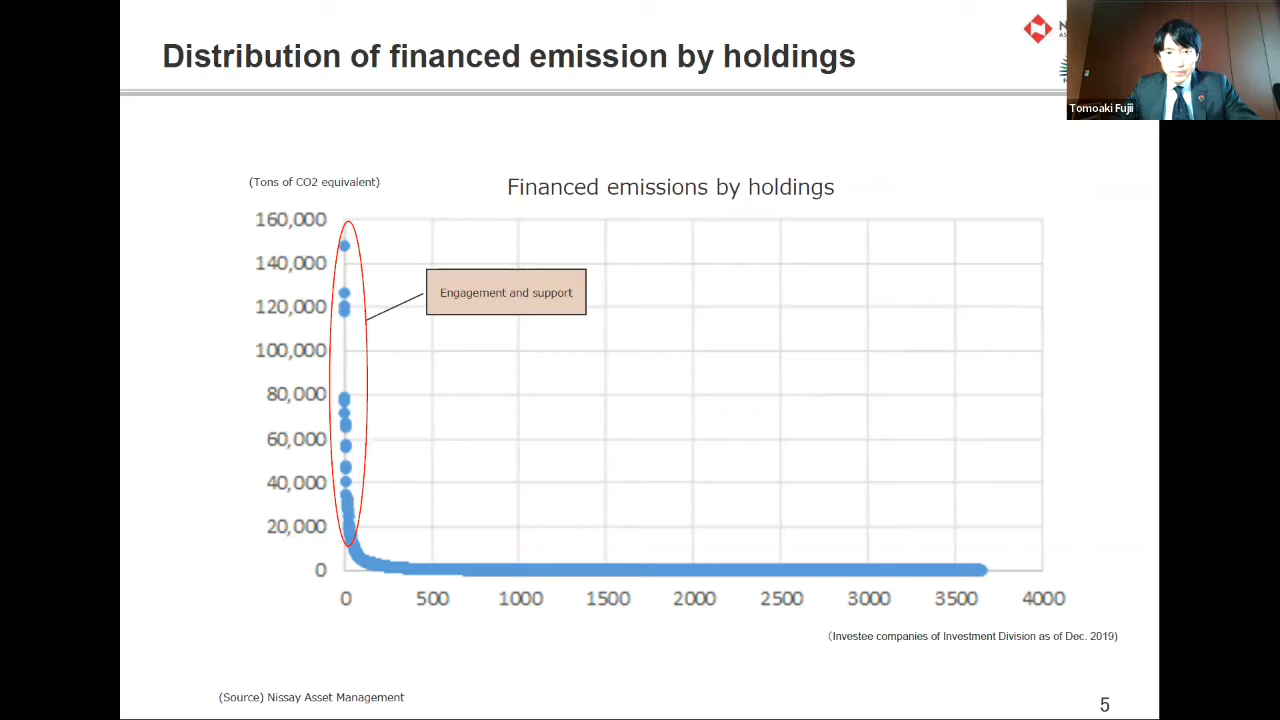 Distribution of financed emission by holdings
Tomoaki Fujii
(Tons of CO2 equivalent)
Financed emissions by holdings
160,000
140,000
120,000
100,000
80,000
60,000
40,000
20,000
0
Engagement and support
0 500 1000 1500 2000 2500 3000 3500 4000
(Investee companies of Investment Division as of Dec. 2019)
(Source) Nissay Asset Management
5